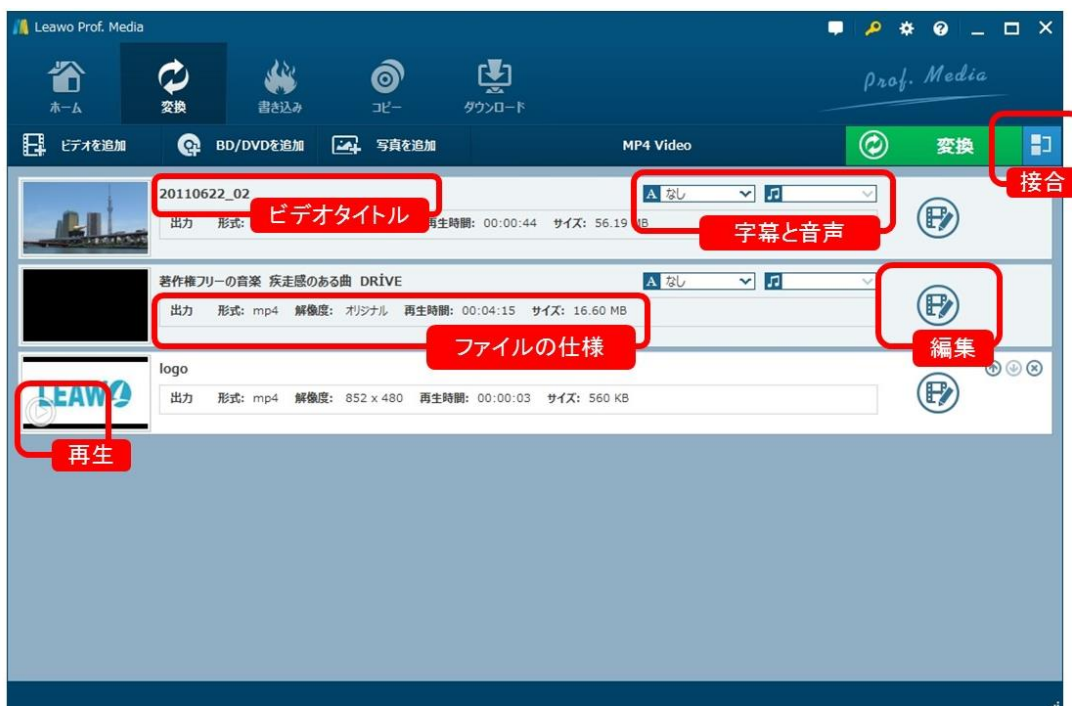 Leawo Prof. Media
ホーム
変換
書き込み
コピー
ダウンロード
Prof. Media
ビデオを追加
BD/DVDを追加
写真を追加
MP4 Video
変換
接合
20110622_02
A なし
ビデオタイトル
字幕と音声
出力 形式: 再生時間: 00:00:44 サイズ: 56.19 MB
著作権フリーの音楽 疾走感のある曲 DRİVE
A なし
出力 形式: mp4 解像度: オリジナル 再生時間: 00:04:15 サイズ: 16.60 MB
ファイルの仕様
編集
logo
LEAWO
出力 形式: mp4 解像度: 852 x 480 再生時間: 00:00:03 サイズ: 560 KB
再生